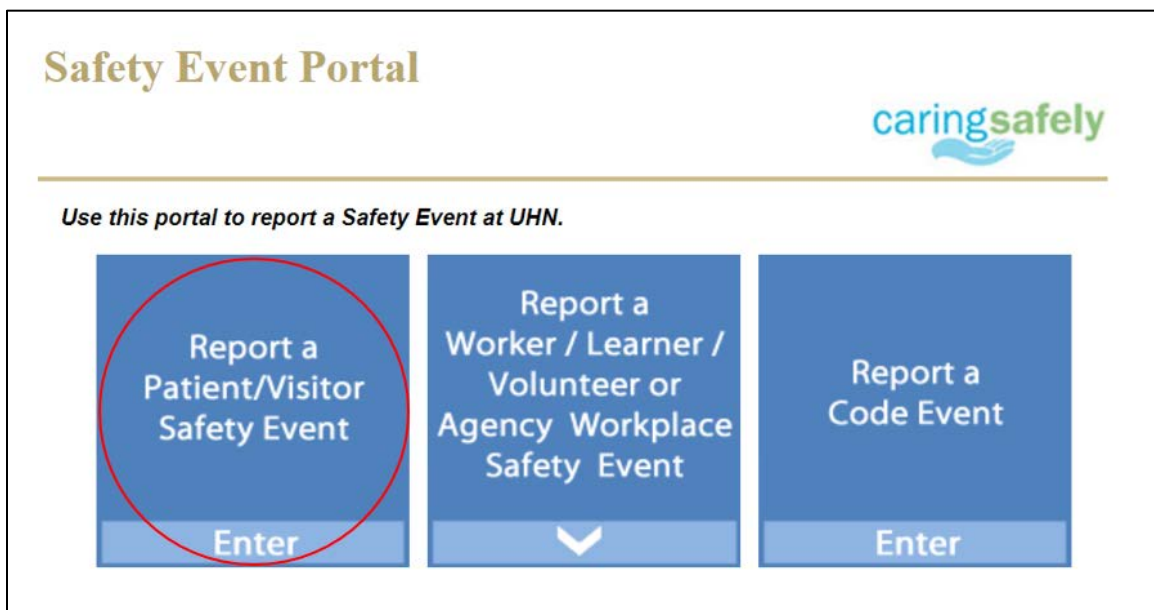 Safety Event Portal
caringsafely
Use this portal to report a Safety Event at UHN.
Report a
Patient/Visitor
Safety Event
Enter
Report a
Worker / Learner /
Volunteer or
Agency Workplace
Safety Event
Report a
Code Event
Enter